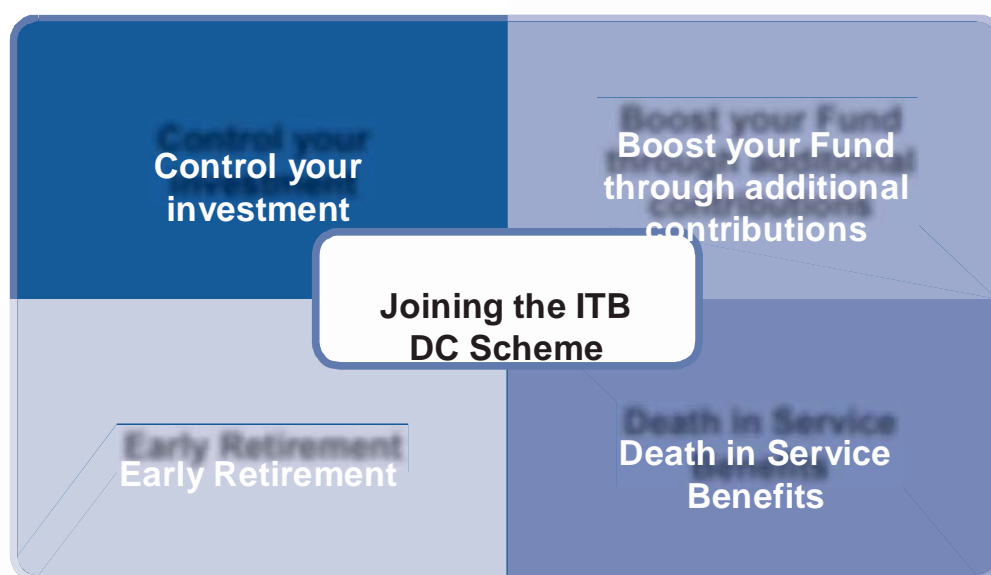 Control your
investment
Boost your Fund
through additional
contributions
Joining the ITB
DC Scheme
Early Retirement
Death in Service
Benefits